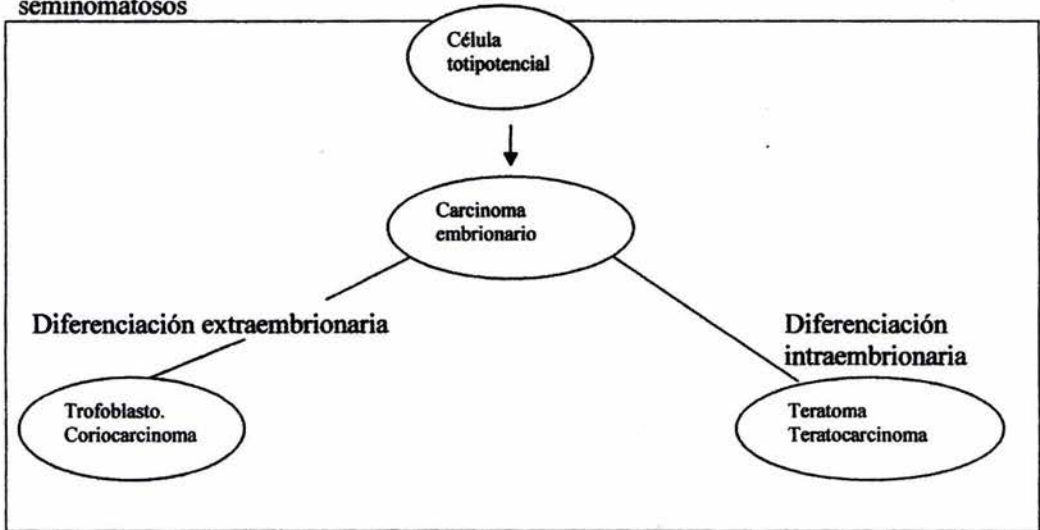 seminomatosos
Célula
totipotencial
Carcinoma
embrionario
Diferenciación extraembrionaria
Diferenciación
intraembrionaria
Trofoblasto.
Coriocarcinoma
Teratoma
Teratocarcinoma